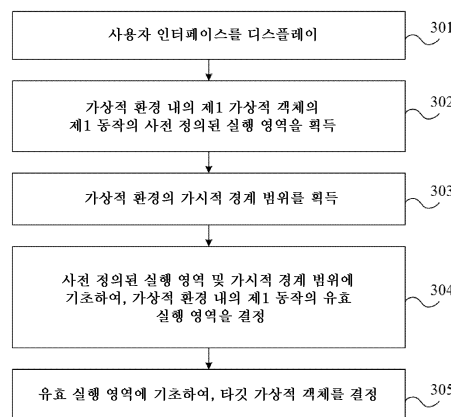 사용자 인터페이스를 디스플레이
301
가상적 환경 내의 제1 가상적 객체의
제1 동작의 사전 정의된 실행 영역을 획득
302
가상적 환경의 가시적 경계 범위를 획득
303
사전 정의된 실행 영역 및 가시적 경계 범위에
기초하여, 가상적 환경 내의 제1 동작의 유효
실행 영역을 결정
304
유효 실행 영역에 기초하여, 타깃 가상적 객체를 결정
305